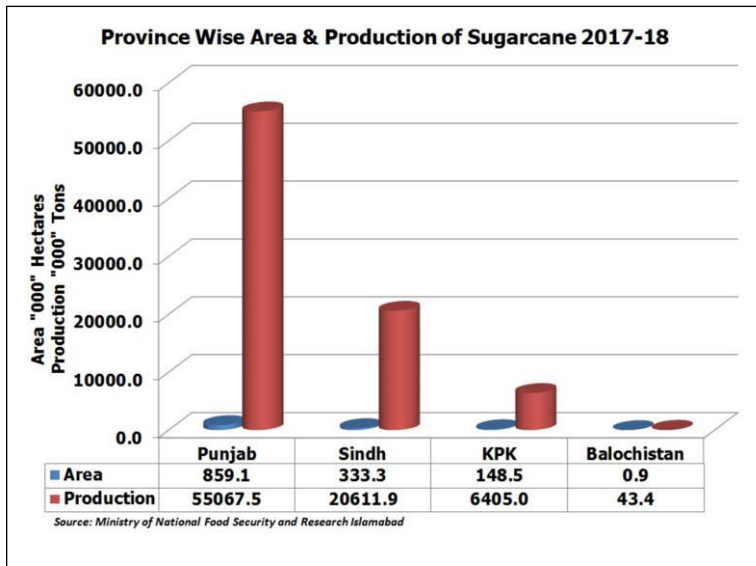 Province Wise Area & Production of Sugarcane 2017-18
Area "000" Hectares
Production "000" Tons
60000.0
50000.0
40000.0
30000.0
20000.0
10000.0
0.0
Punjab Sindh KPK Balochistan
Area 859.1 333.3 148.5 0.9
Production 55067.5 20611.9 6405.0 43.4
Source: Ministry of National Food Security and Research Islamabad